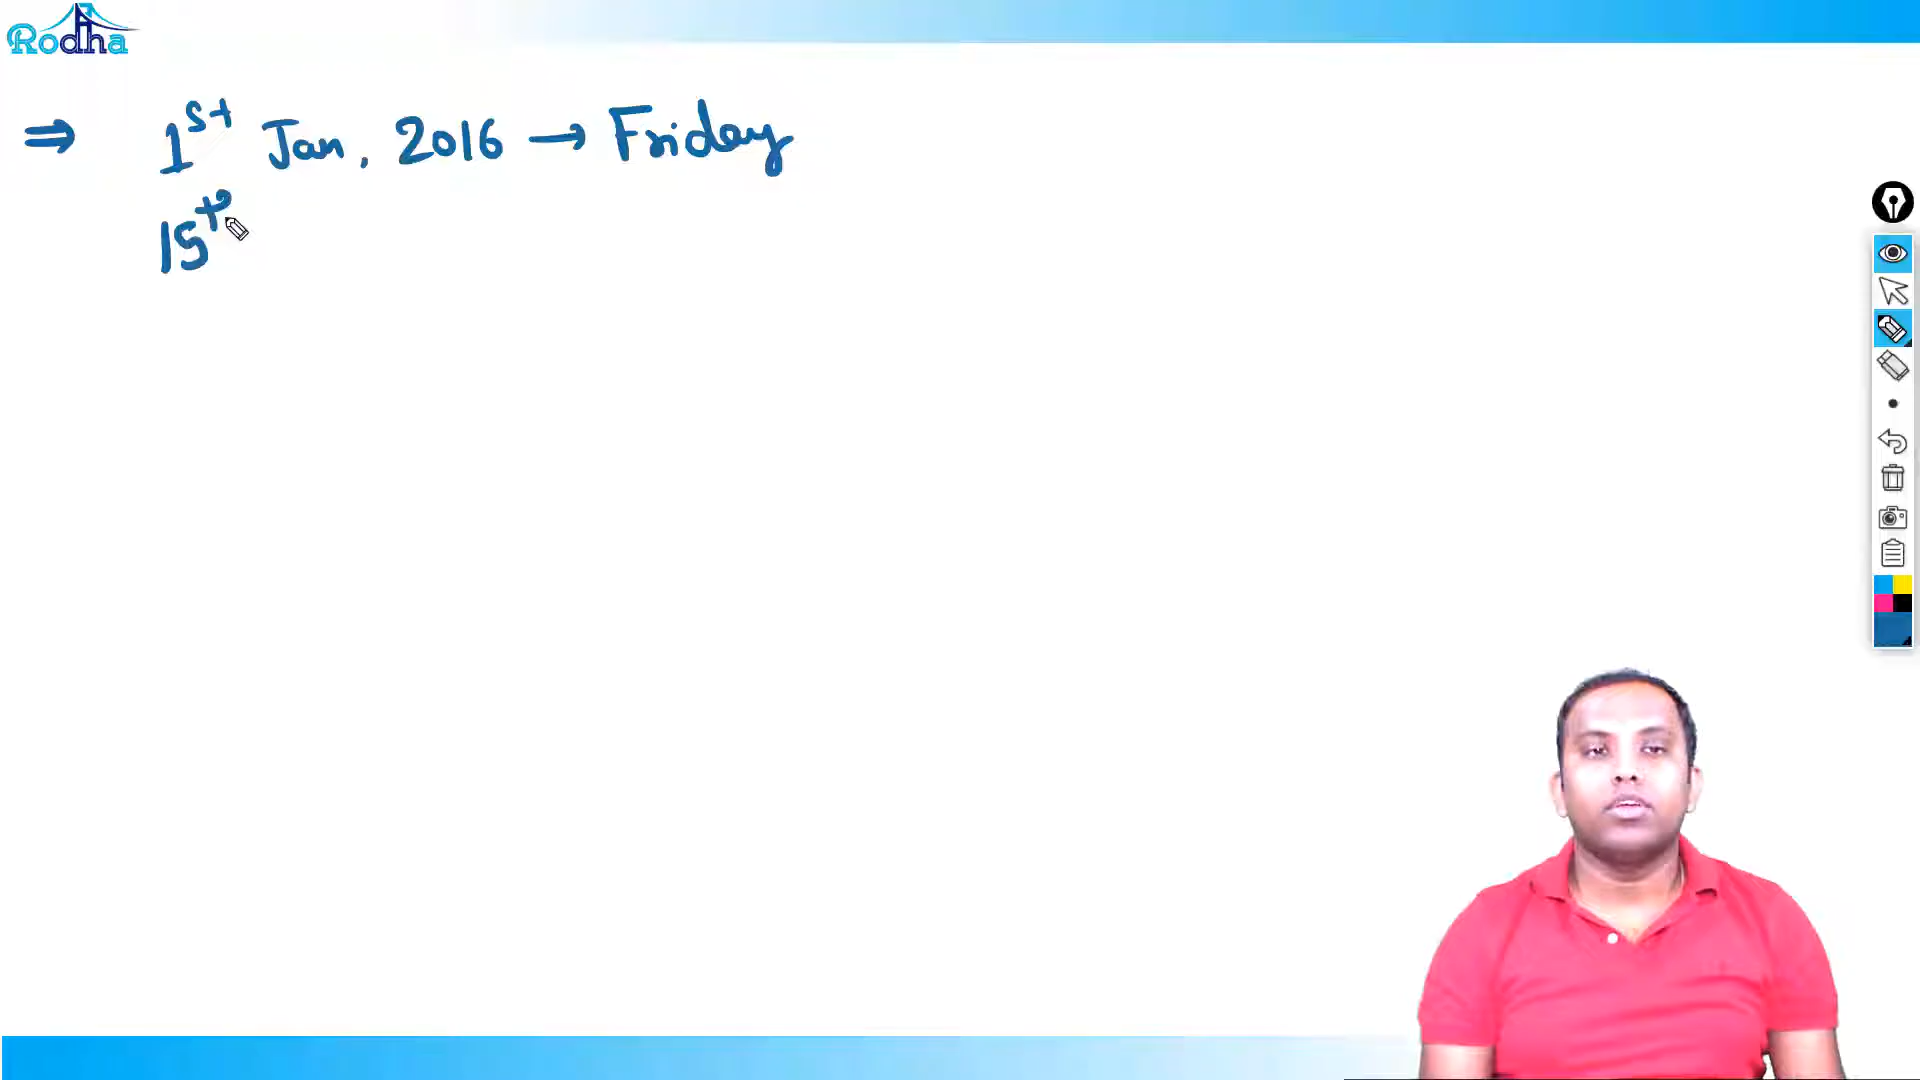 Rodha
⇒ 1st Jan, 2016 → Friday
15th